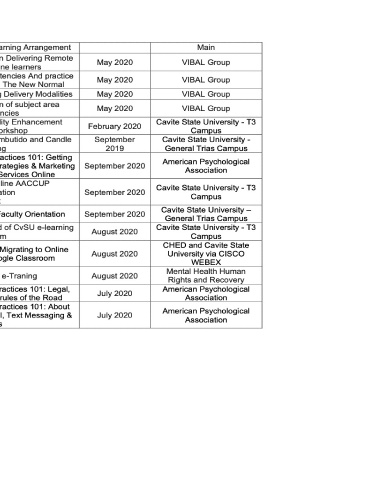 arning Arrangement Main
n Delivering Remote
ne learners May 2020 VIBAL Group
tencies And practice
The New Normal May 2020 VIBAL Group
g Delivery Modalities May 2020 VIBAL Group
n of subject area
ncies May 2020 VIBAL Group
lity Enhancement
orkshop February 2020 Cavite State University - T3
Campus
mbutido and Candle
ng September
2019 Cavite State University -
General Trias Campus
actices 101: Getting
rategies & Marketing
Services Online September 2020 American Psychological
Association
line AACCUP
ation September 2020 Cavite State University - T3
Campus
Faculty Orientation September 2020 Cavite State University –
General Trias Campus
d of CvSU e-learning
m August 2020 Cavite State University - T3
Campus
Migrating to Online
ogle Classroom August 2020 CHED and Cavite State
University via CISCO
WEBEX
e-Traning August 2020 Mental Health Human
Rights and Recovery
ractices 101: Legal,
rules of the Road July 2020 American Psychological
Association
ractices 101: About
l, Text Messaging &
s July 2020 American Psychological
Association